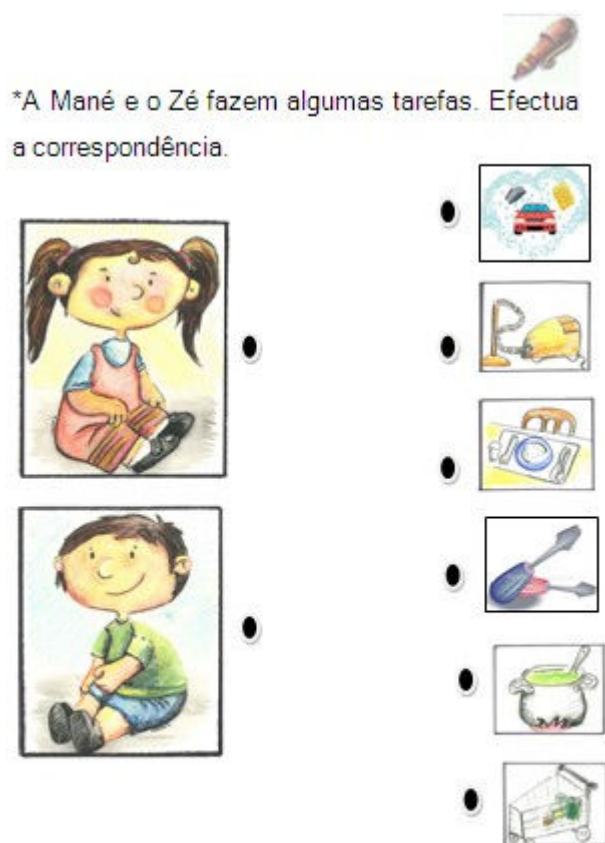 *A Mané e o Zé fazem algumas tarefas. Efectua
a correspondência.